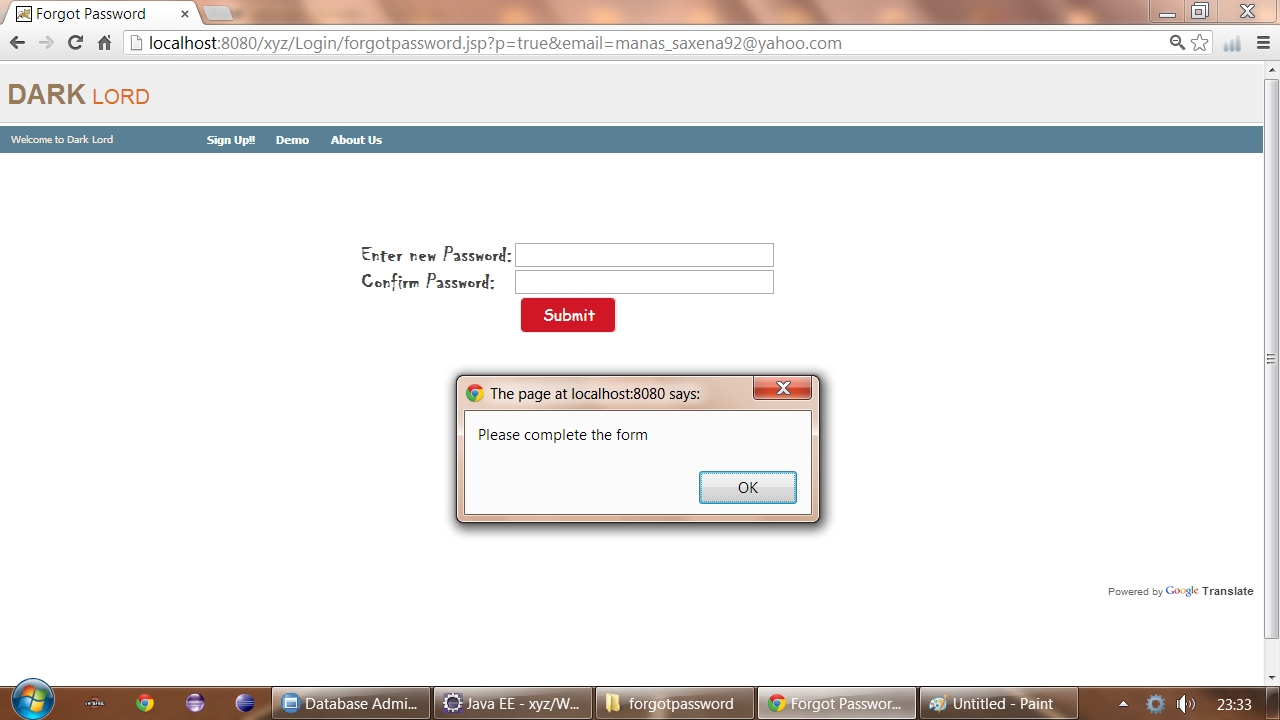 Forgot Password
localhost:8080/xyz/Login/forgotpassword.jsp?p=true&email=manas_saxena92@yahoo.com
DARK LORD
Welcome to Dark Lord Sign Up!! Demo About Us
Enter new Password:
Confirm Password:
Submit
The page at localhost:8080 says:
Please complete the form
OK
Powered by Google Translate
Database Admi... Java EE - xyz/W... forgotpassword Forgot Passwor... Untitled - Paint 23:33